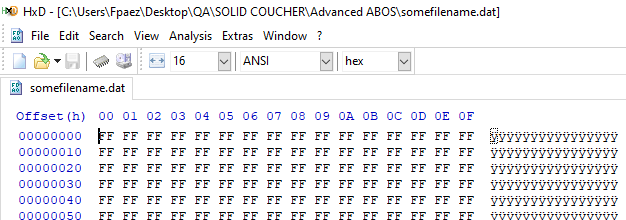 HxD - [C:\Users\Fpaez\Desktop\QA\SOLID COUCHER\Advanced ABOS\somefilename.dat]
File Edit Search View Analysis Extras Window ?
16 ANSI hex
somefilename.dat
Offset(h) 00 01 02 03 04 05 06 07 08 09 0A 0B 0C 0D 0E 0F
00000000 FF FF FF FF FF FF FF FF FF FF FF FF FF FF FF FF ÿÿÿÿÿÿÿÿÿÿÿÿÿÿÿÿ
00000010 FF FF FF FF FF FF FF FF FF FF FF FF FF FF FF FF ÿÿÿÿÿÿÿÿÿÿÿÿÿÿÿÿ
00000020 FF FF FF FF FF FF FF FF FF FF FF FF FF FF FF FF ÿÿÿÿÿÿÿÿÿÿÿÿÿÿÿÿ
00000030 FF FF FF FF FF FF FF FF FF FF FF FF FF FF FF FF ÿÿÿÿÿÿÿÿÿÿÿÿÿÿÿÿ
00000040 FF FF FF FF FF FF FF FF FF FF FF FF FF FF FF FF ÿÿÿÿÿÿÿÿÿÿÿÿÿÿÿÿ
00000050 FF FF FF FF FF FF FF FF FF FF FF FF FF FF FF FF ÿÿÿÿÿÿÿÿÿÿÿÿÿÿÿÿ